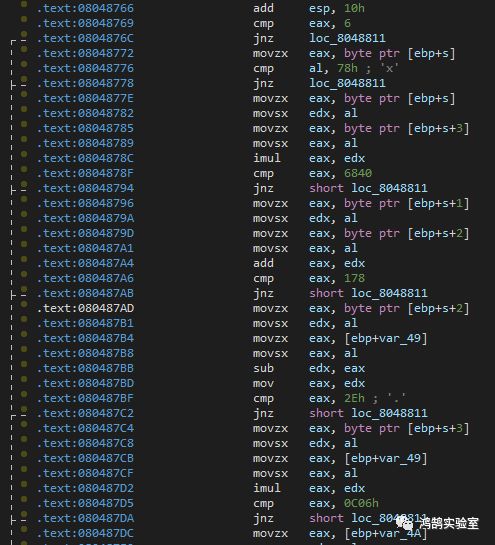 .text:08048766 add esp, 10h
.text:08048769 cmp eax, 6
.text:0804876C jnz loc_8048811
.text:08048772 movzx eax, byte ptr [ebp+s]
.text:08048776 cmp al, 78h ; 'x'
.text:08048778 jnz loc_8048811
.text:0804877E movzx eax, byte ptr [ebp+s]
.text:08048782 movsx edx, al
.text:08048785 movzx eax, byte ptr [ebp+s+3]
.text:08048789 movsx eax, al
.text:0804878C imul eax, edx
.text:0804878F cmp eax, 6840
.text:08048794 jnz short loc_8048811
.text:08048796 movzx eax, byte ptr [ebp+s+1]
.text:0804879A movsx edx, al
.text:0804879D movzx eax, byte ptr [ebp+s+2]
.text:080487A1 movsx eax, al
.text:080487A4 add eax, edx
.text:080487A6 cmp eax, 178
.text:080487AB jnz short loc_8048811
.text:080487AD movzx eax, byte ptr [ebp+s+2]
.text:080487B1 movsx edx, al
.text:080487B4 movzx eax, [ebp+var_49]
.text:080487B8 movsx eax, al
.text:080487BB sub edx, eax
.text:080487BD mov eax, edx
.text:080487BF cmp eax, 2Eh ; '.'
.text:080487C2 jnz short loc_8048811
.text:080487C4 movzx eax, byte ptr [ebp+s+3]
.text:080487C8 movsx edx, al
.text:080487CB movzx eax, [ebp+var_49]
.text:080487CF movsx eax, al
.text:080487D2 imul eax, edx
.text:080487D5 cmp eax, 0C06h
.text:080487DA jnz short loc_8048811
.text:080487DC movzx eax, [ebp+var_4A]
鸿鹄实验室